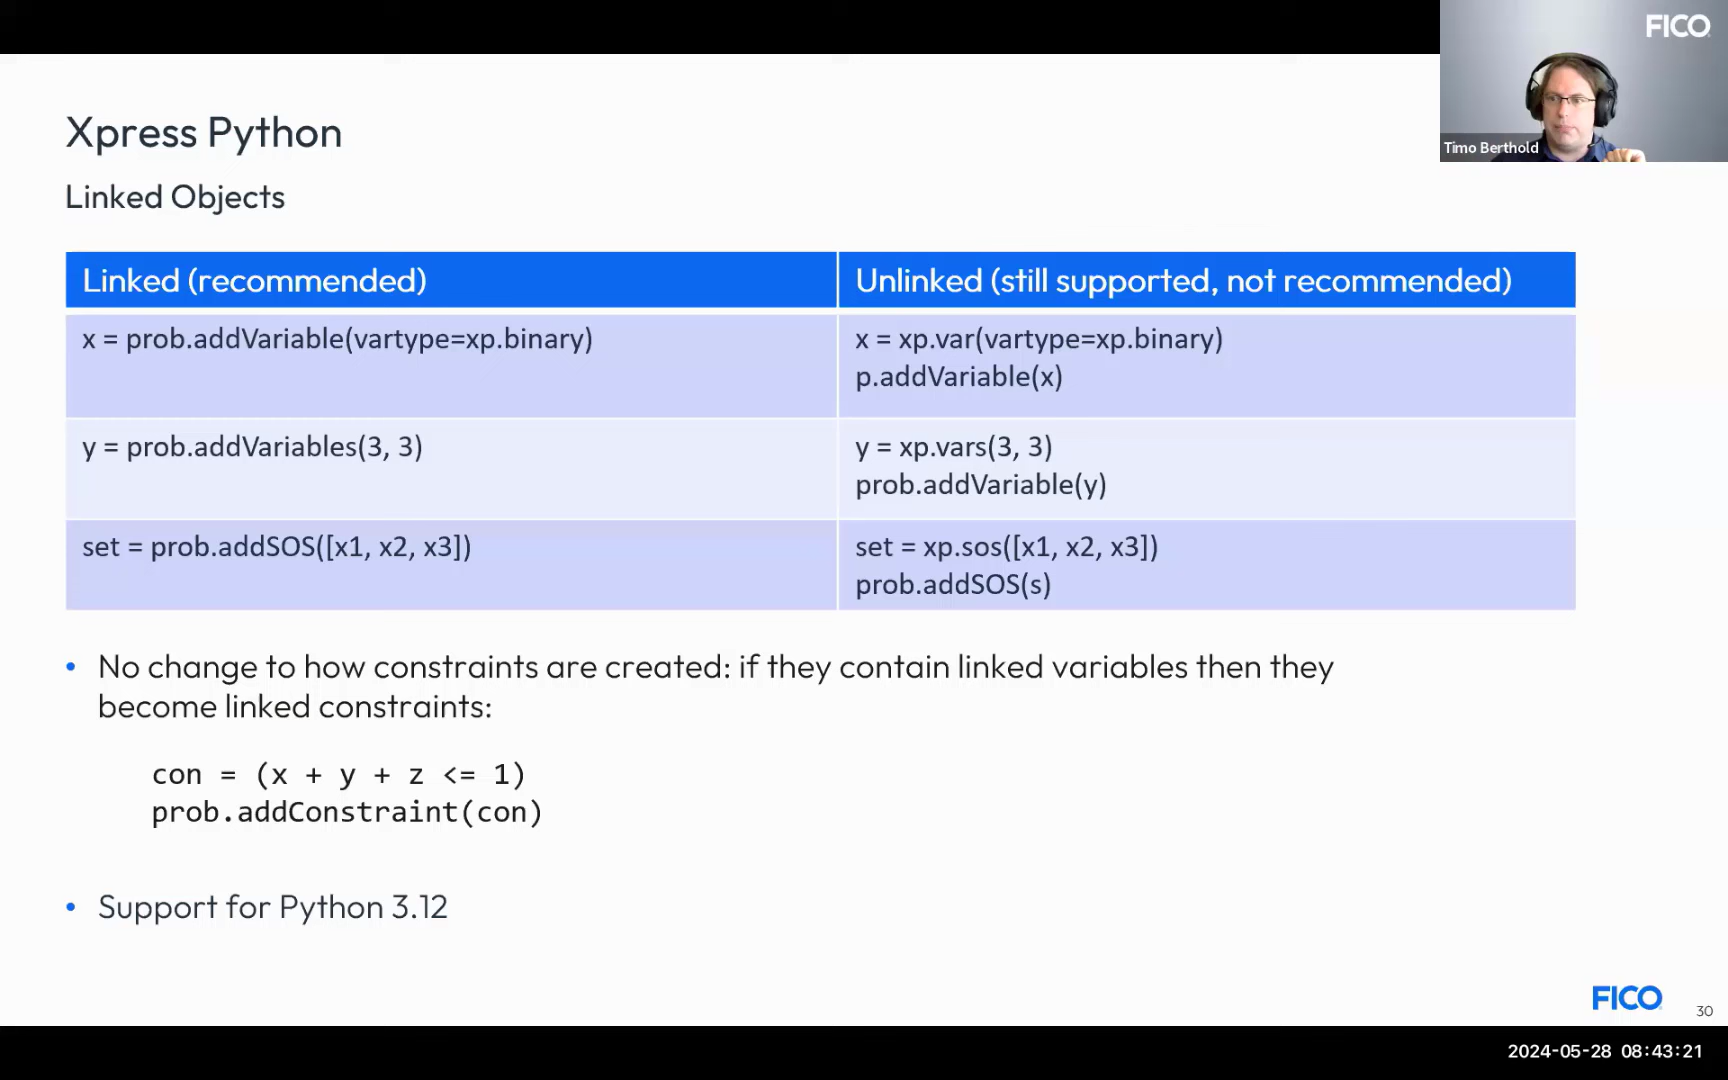 FICO
Timo Berthold
Xpress Python
Linked Objects
Linked (recommended)
Unlinked (still supported, not recommended)
x = prob.addVariable(vartype=xp.binary)
x = xp.var(vartype=xp.binary)
p.addVariable(x)
y = prob.addVariables(3, 3)
y = xp.vars(3, 3)
prob.addVariable(y)
set = prob.addSOS([x1, x2, x3])
set = xp.sos([x1, x2, x3])
prob.addSOS(s)
• No change to how constraints are created: if they contain linked variables then they
become linked constraints:
con = (x + y + z <= 1)
prob.addConstraint(con)
• Support for Python 3.12
FICO
30
2024-05-28 08:43:21